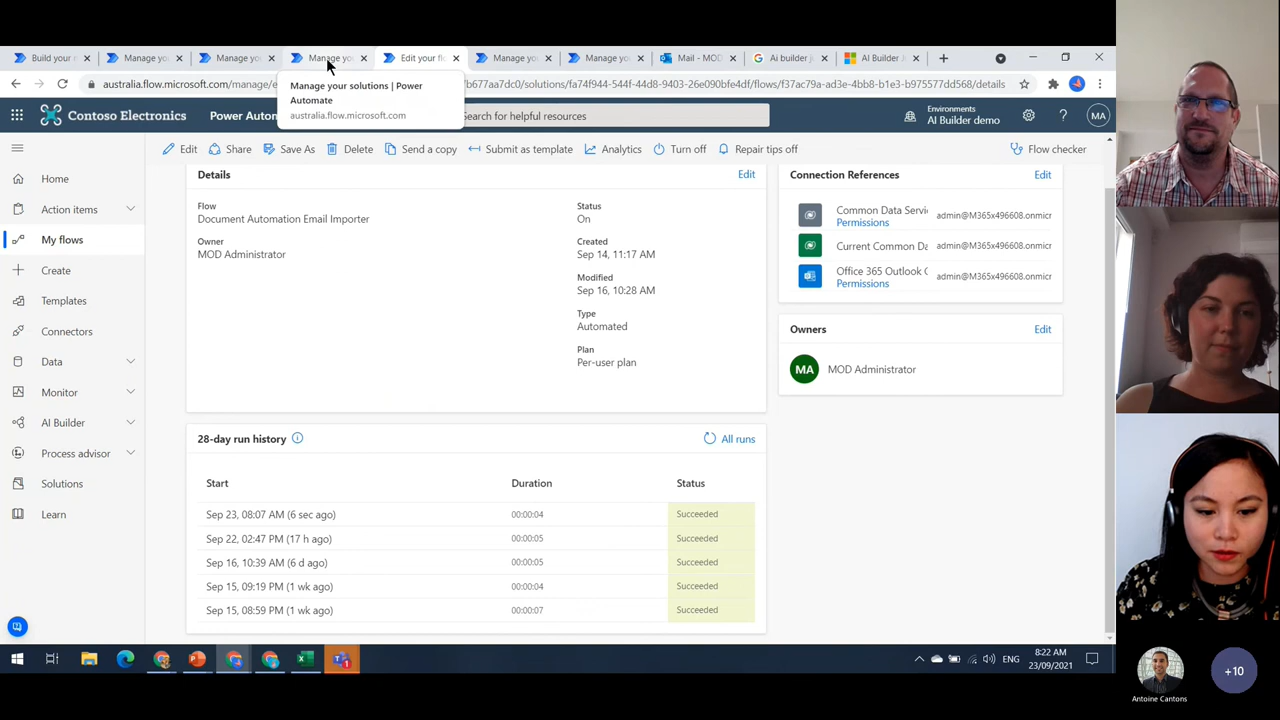 Build your
Manage your
Manage your
Manage you
Edit your fl
Manage your
Manage your
Mail - MOD
Ai builder
AI Builder
australia.flow.microsoft.com/manage/e
b677aa7dc0/solutions/fa74f944-544f-44d8-9403-26e090bfe4df/flows/f37ac79a-ad3e-4bb8-9177-c337dd568/details
Manage your solutions | Power
Automate
australia.flow.microsoft.com
Contoso Electronics
Power Auton
Search for helpful resources
Environments
AI Builder demo
MA
Edit
Share
Save As
Delete
Send a copy
Submit as template
Analytics
Turn off
Repair tips off
Flow checker
Home
Action items
My flows
Create
Templates
Connectors
Data
Monitor
AI Builder
Process advisor
Solutions
Learn
Details
Edit
Flow
Document Automation Email Importer
Owner
MOD Administrator
Status
On
Created
Sep 14, 11:17 AM
Modified
Sep 16, 10:28 AM
Type
Automated
Plan
Per-user plan
Connection References
Edit
Common Data Servi
Permissions
admin@M365x496608.onmicr
Current Common Da
admin@M365x496608.onmicr
Office 365 Outlook C
Permissions
admin@M365x496608.onmicr
Owners
Edit
MA
MOD Administrator
28-day run history
All runs
Start Duration Status
Sep 23, 08:07 AM (6 sec ago) 00:00:04 Succeeded
Sep 22, 02:47 PM (17 h ago) 00:00:05 Succeeded
Sep 16, 10:39 AM (6 d ago) 00:00:05 Succeeded
Sep 15, 09:19 PM (1 wk ago) 00:00:04 Succeeded
Sep 15, 08:59 PM (1 wk ago) 00:00:07 Succeeded
ENG
8:22 AM
23/09/2021
Antoine Cantons
+10